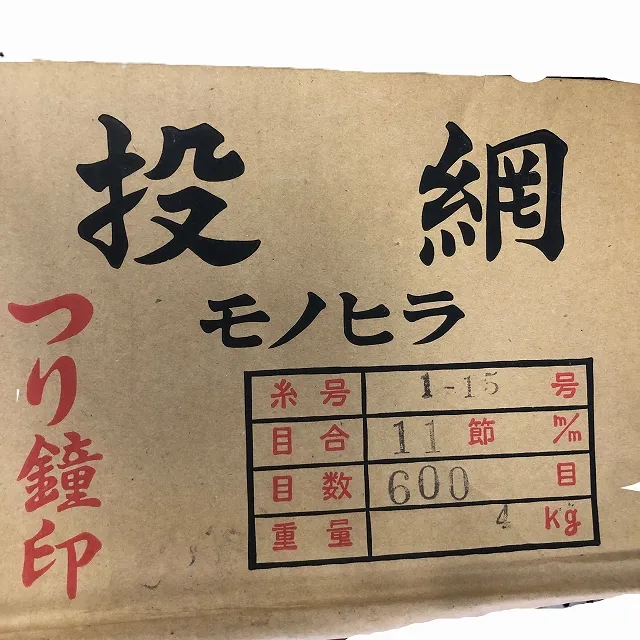 投網
モノヒラ
つり鐘印
糸号 1-15 号
目合 11 節 m/m
目数 600 目
重量 4 kg